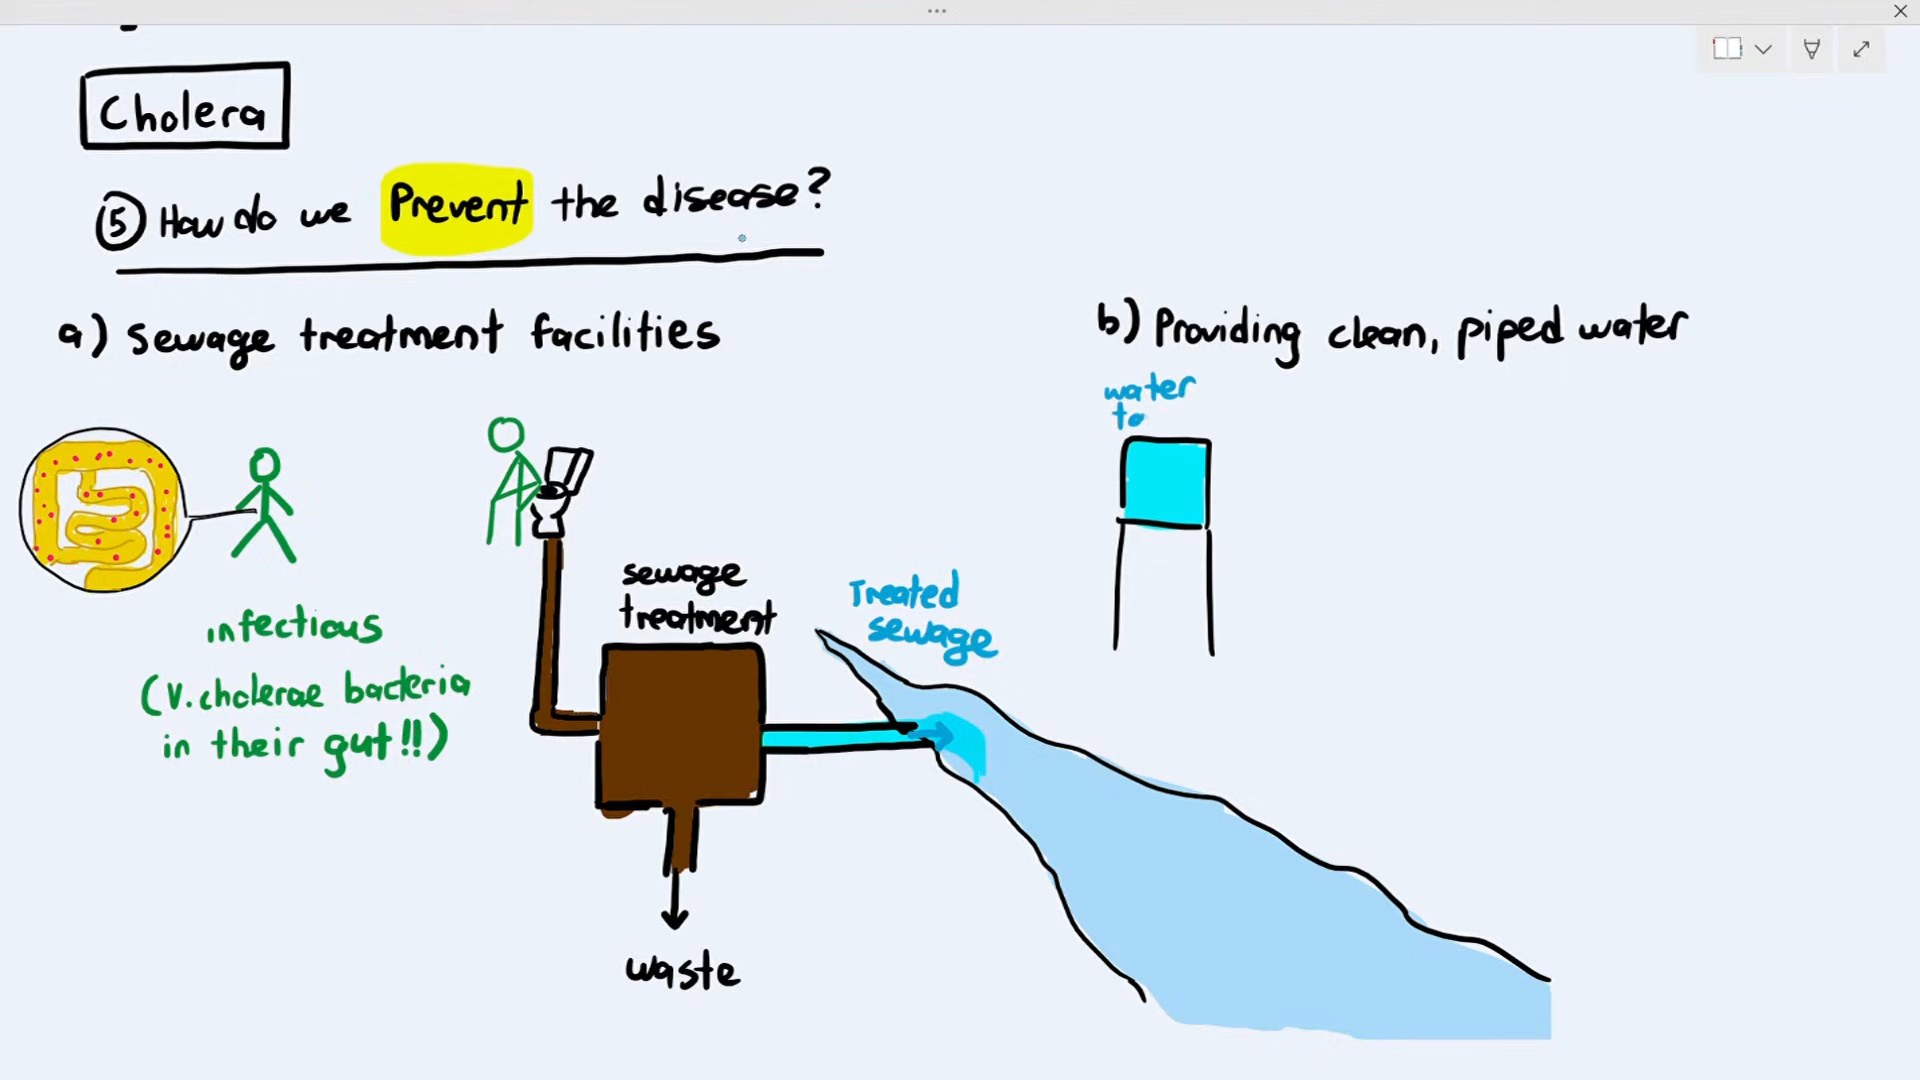 Cholera
⑤ How do we Prevent the disease?
a) sewage treatment facilities
b) Providing clean, piped water
water
to
sewage
treatment
Treated
sewage
infectious
(V. cholerae bacteria
in their gut!!)
waste